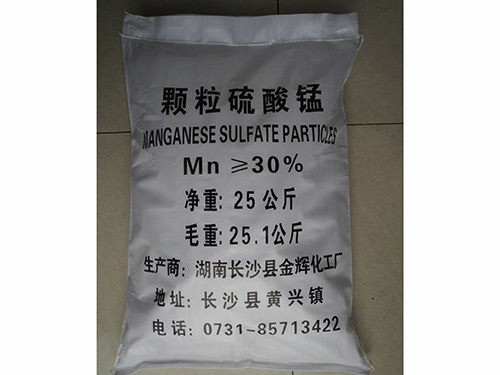 颗粒硫酸锰
MANGANESE SULFATE PARTICLES
Mn ≥30%
净重: 25公斤
毛重: 25.1公斤
生产商: 湖南长沙县金辉化工厂
地址: 长沙县黄兴镇
电话: 0731-85713422